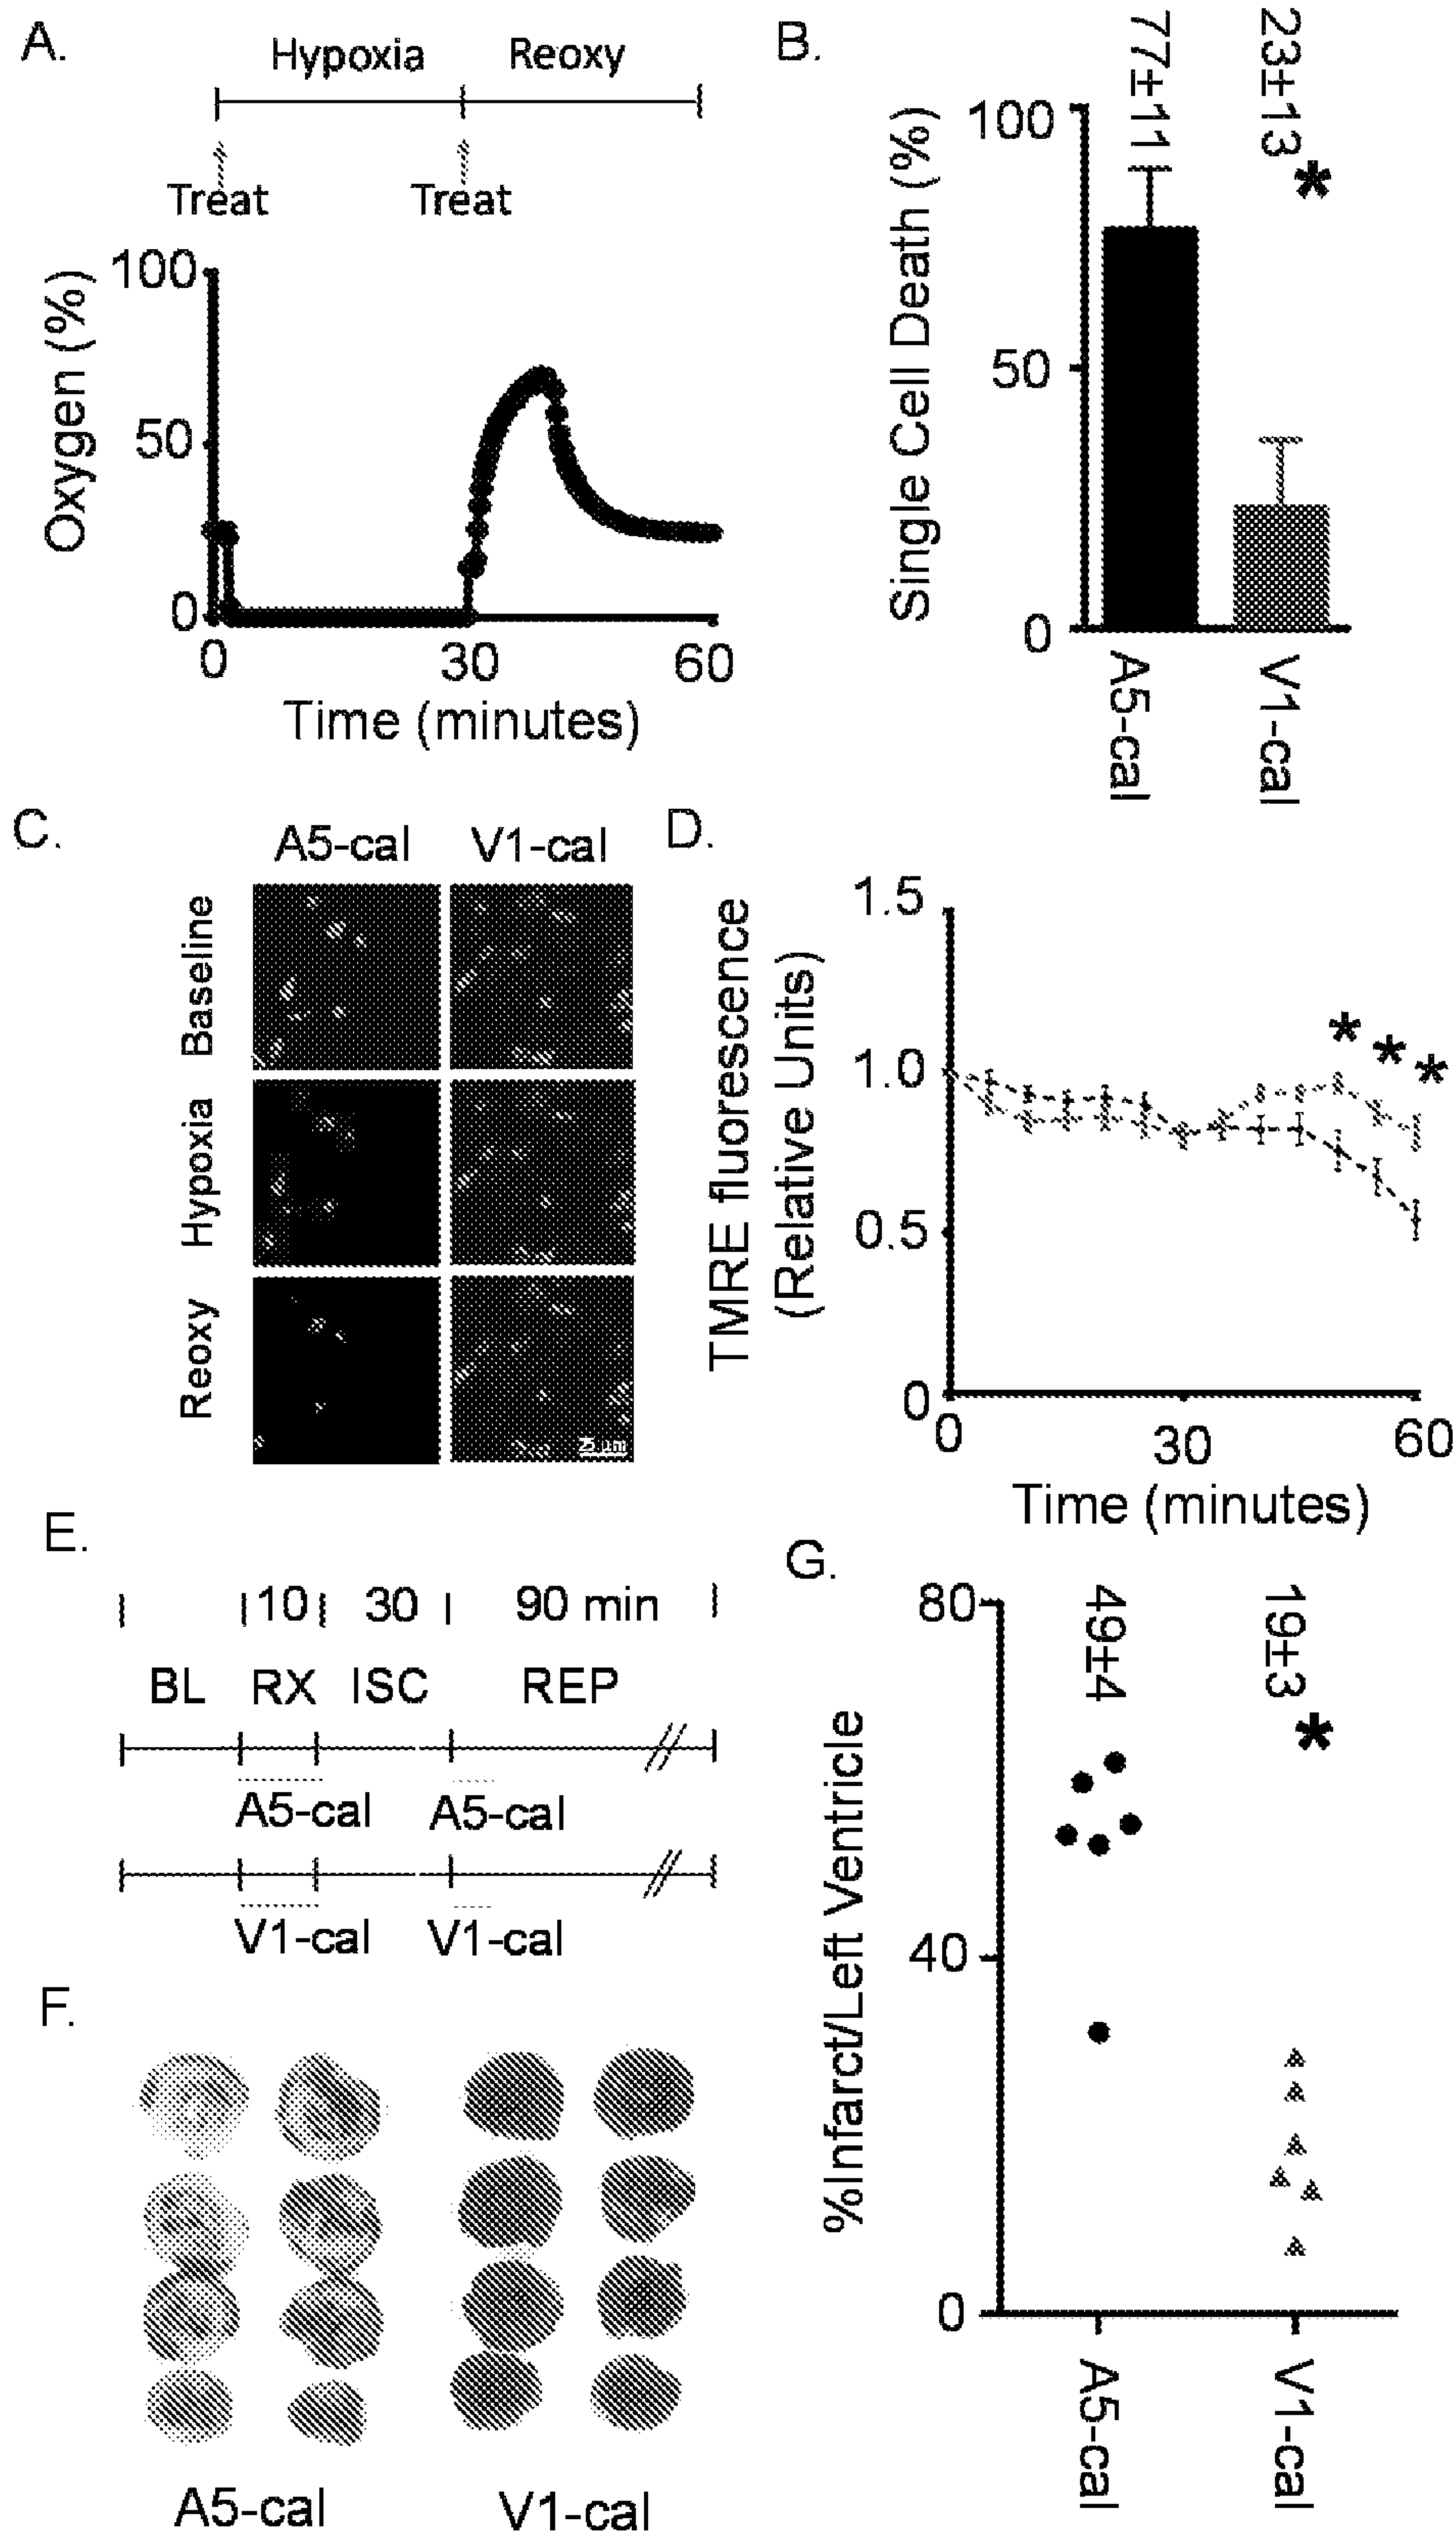 A.
Hypoxia Reoxy
Treat Treat
Oxygen (%)
100
50
0
0 30 60
Time (minutes)
B.
Single Cell Death (%)
100
50
0
77±11
23±13
*
A5-cal
V1-cal
C.
A5-cal V1-cal
Baseline
Hypoxia
Reoxy
25 µm
D.
TMRE fluorescence
(Relative Units)
1.5
1.0
0.5
0
* * *
0 30 60
Time (minutes)
E.
10 30 90 min
BL RX ISC REP
A5-cal A5-cal
V1-cal V1-cal
F.
A5-cal V1-cal
G.
%Infarct/Left Ventricle
80
40
0
49±4
19±3
*
A5-cal
V1-cal